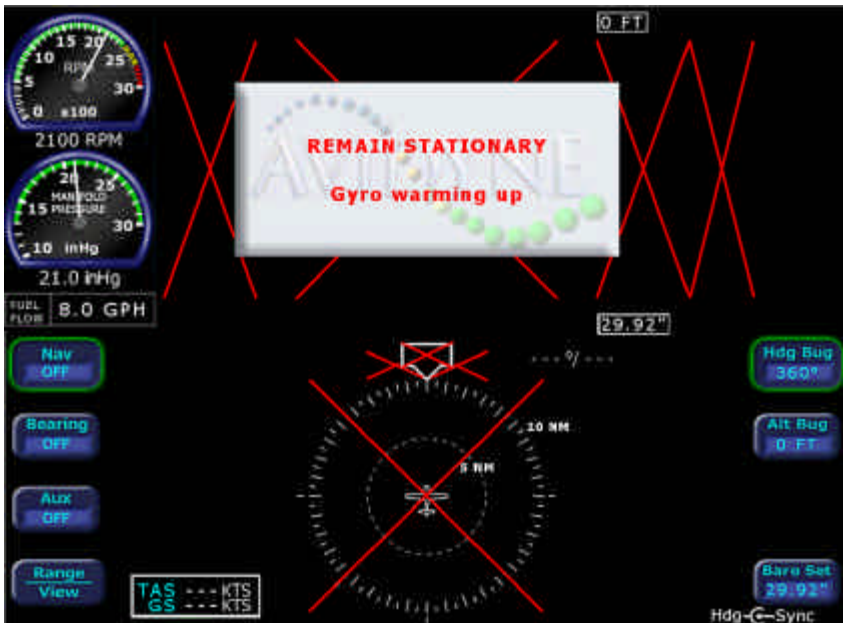 0 FT
0
5
10
15
20
25
30
RPM
x100
2100 RPM
REMAIN STATIONARY
AVIDYNE
Gyro warming up
10
15
20
25
30
MANIFOLD
PRESSURE
inHg
21.0 inHg
FUEL
FLOW
8.0 GPH
29.92"
Nav
OFF
---°/---
Hdg Bug
360°
Bearing
OFF
10 NM
Alt Bug
0 FT
5 NM
Aux
OFF
Range
View
TAS --- KTS
GS --- KTS
Baro Set
29.92"
Hdg Sync